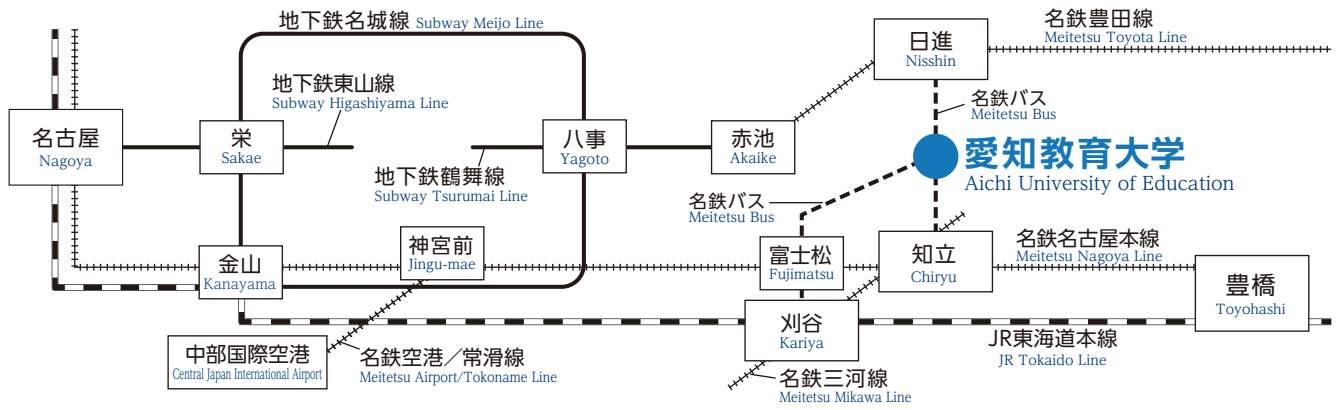 地下鉄名城線 Subway Meijo Line
名鉄豊田線
Meitetsu Toyota Line
日進
Nisshin
地下鉄東山線
Subway Higashiyama Line
名鉄バス
Meitetsu Bus
名古屋
Nagoya
栄
Sakae
八事
Yagoto
赤池
Akaike
愛知教育大学
Aichi University of Education
地下鉄鶴舞線
Subway Tsurumai Line
名鉄バス
Meitetsu Bus
金山
Kanayama
神宮前
Jingu-mae
富士松
Fujimatsu
知立
Chiryu
名鉄名古屋本線
Meitetsu Nagoya Line
豊橋
Toyohashi
刈谷
Kariya
JR東海道本線
JR Tokaido Line
中部国際空港
Central Japan International Airport
名鉄空港／常滑線
Meitetsu Airport/Tokoname Line
名鉄三河線
Meitetsu Mikawa Line